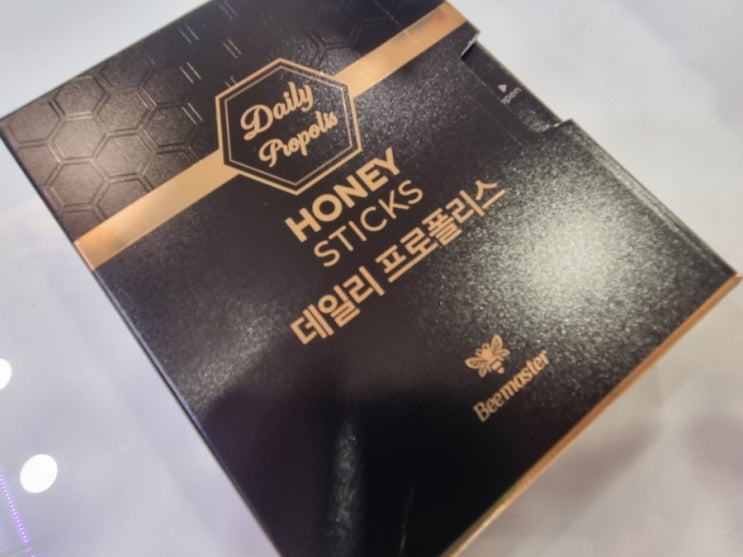 Daily
Propolis
HONEY
STICKS
데일리 프로폴리스
Beemaster